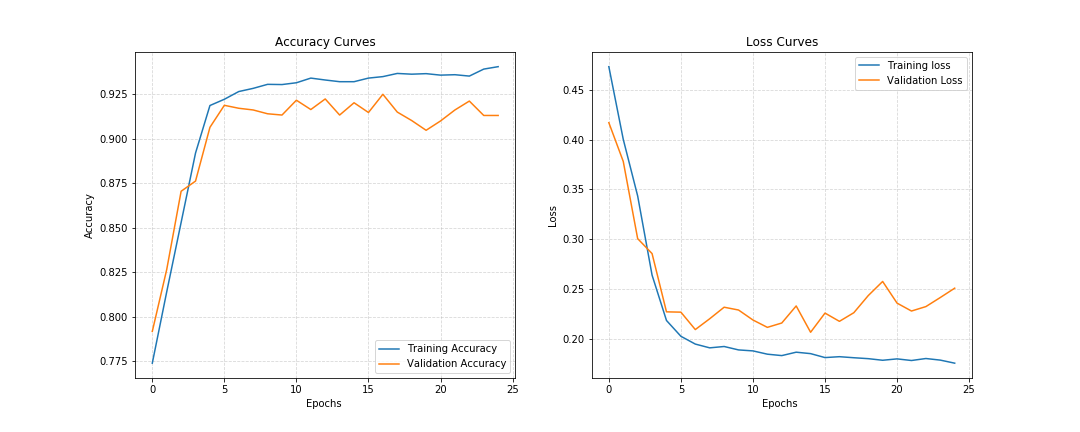 Accuracy Curves
Accuracy
0.925
0.900
0.875
0.850
0.825
0.800
0.775
0
5
10
15
20
25
Epochs
Training Accuracy
Validation Accuracy
Loss Curves
Loss
0.45
0.40
0.35
0.30
0.25
0.20
0
5
10
15
20
25
Epochs
Training loss
Validation Loss